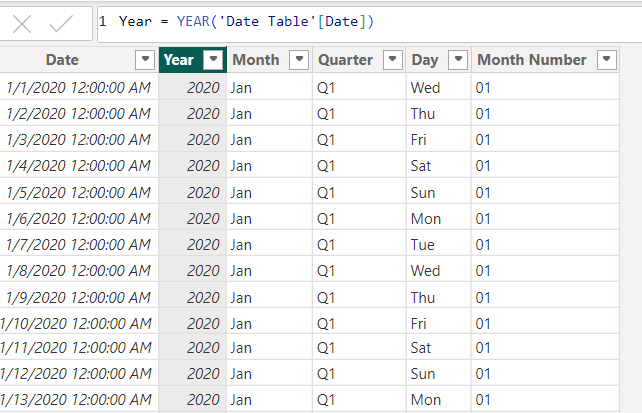 1 Year = YEAR('Date Table'[Date])
Date Year Month Quarter Day Month Number
1/1/2020 12:00:00 AM 2020 Jan Q1 Wed 01
1/2/2020 12:00:00 AM 2020 Jan Q1 Thu 01
1/3/2020 12:00:00 AM 2020 Jan Q1 Fri 01
1/4/2020 12:00:00 AM 2020 Jan Q1 Sat 01
1/5/2020 12:00:00 AM 2020 Jan Q1 Sun 01
1/6/2020 12:00:00 AM 2020 Jan Q1 Mon 01
1/7/2020 12:00:00 AM 2020 Jan Q1 Tue 01
1/8/2020 12:00:00 AM 2020 Jan Q1 Wed 01
1/9/2020 12:00:00 AM 2020 Jan Q1 Thu 01
1/10/2020 12:00:00 AM 2020 Jan Q1 Fri 01
1/11/2020 12:00:00 AM 2020 Jan Q1 Sat 01
1/12/2020 12:00:00 AM 2020 Jan Q1 Sun 01
1/13/2020 12:00:00 AM 2020 Jan Q1 Mon 01